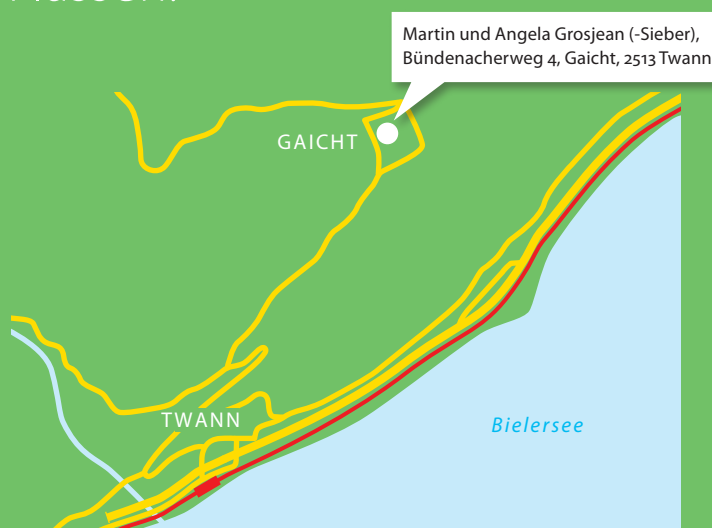 Martin und Angela Grosjean (-Sieber),
Bündenacherweg 4, Gaicht, 2513 Twann
GAICHT
TWANN
Bielersee